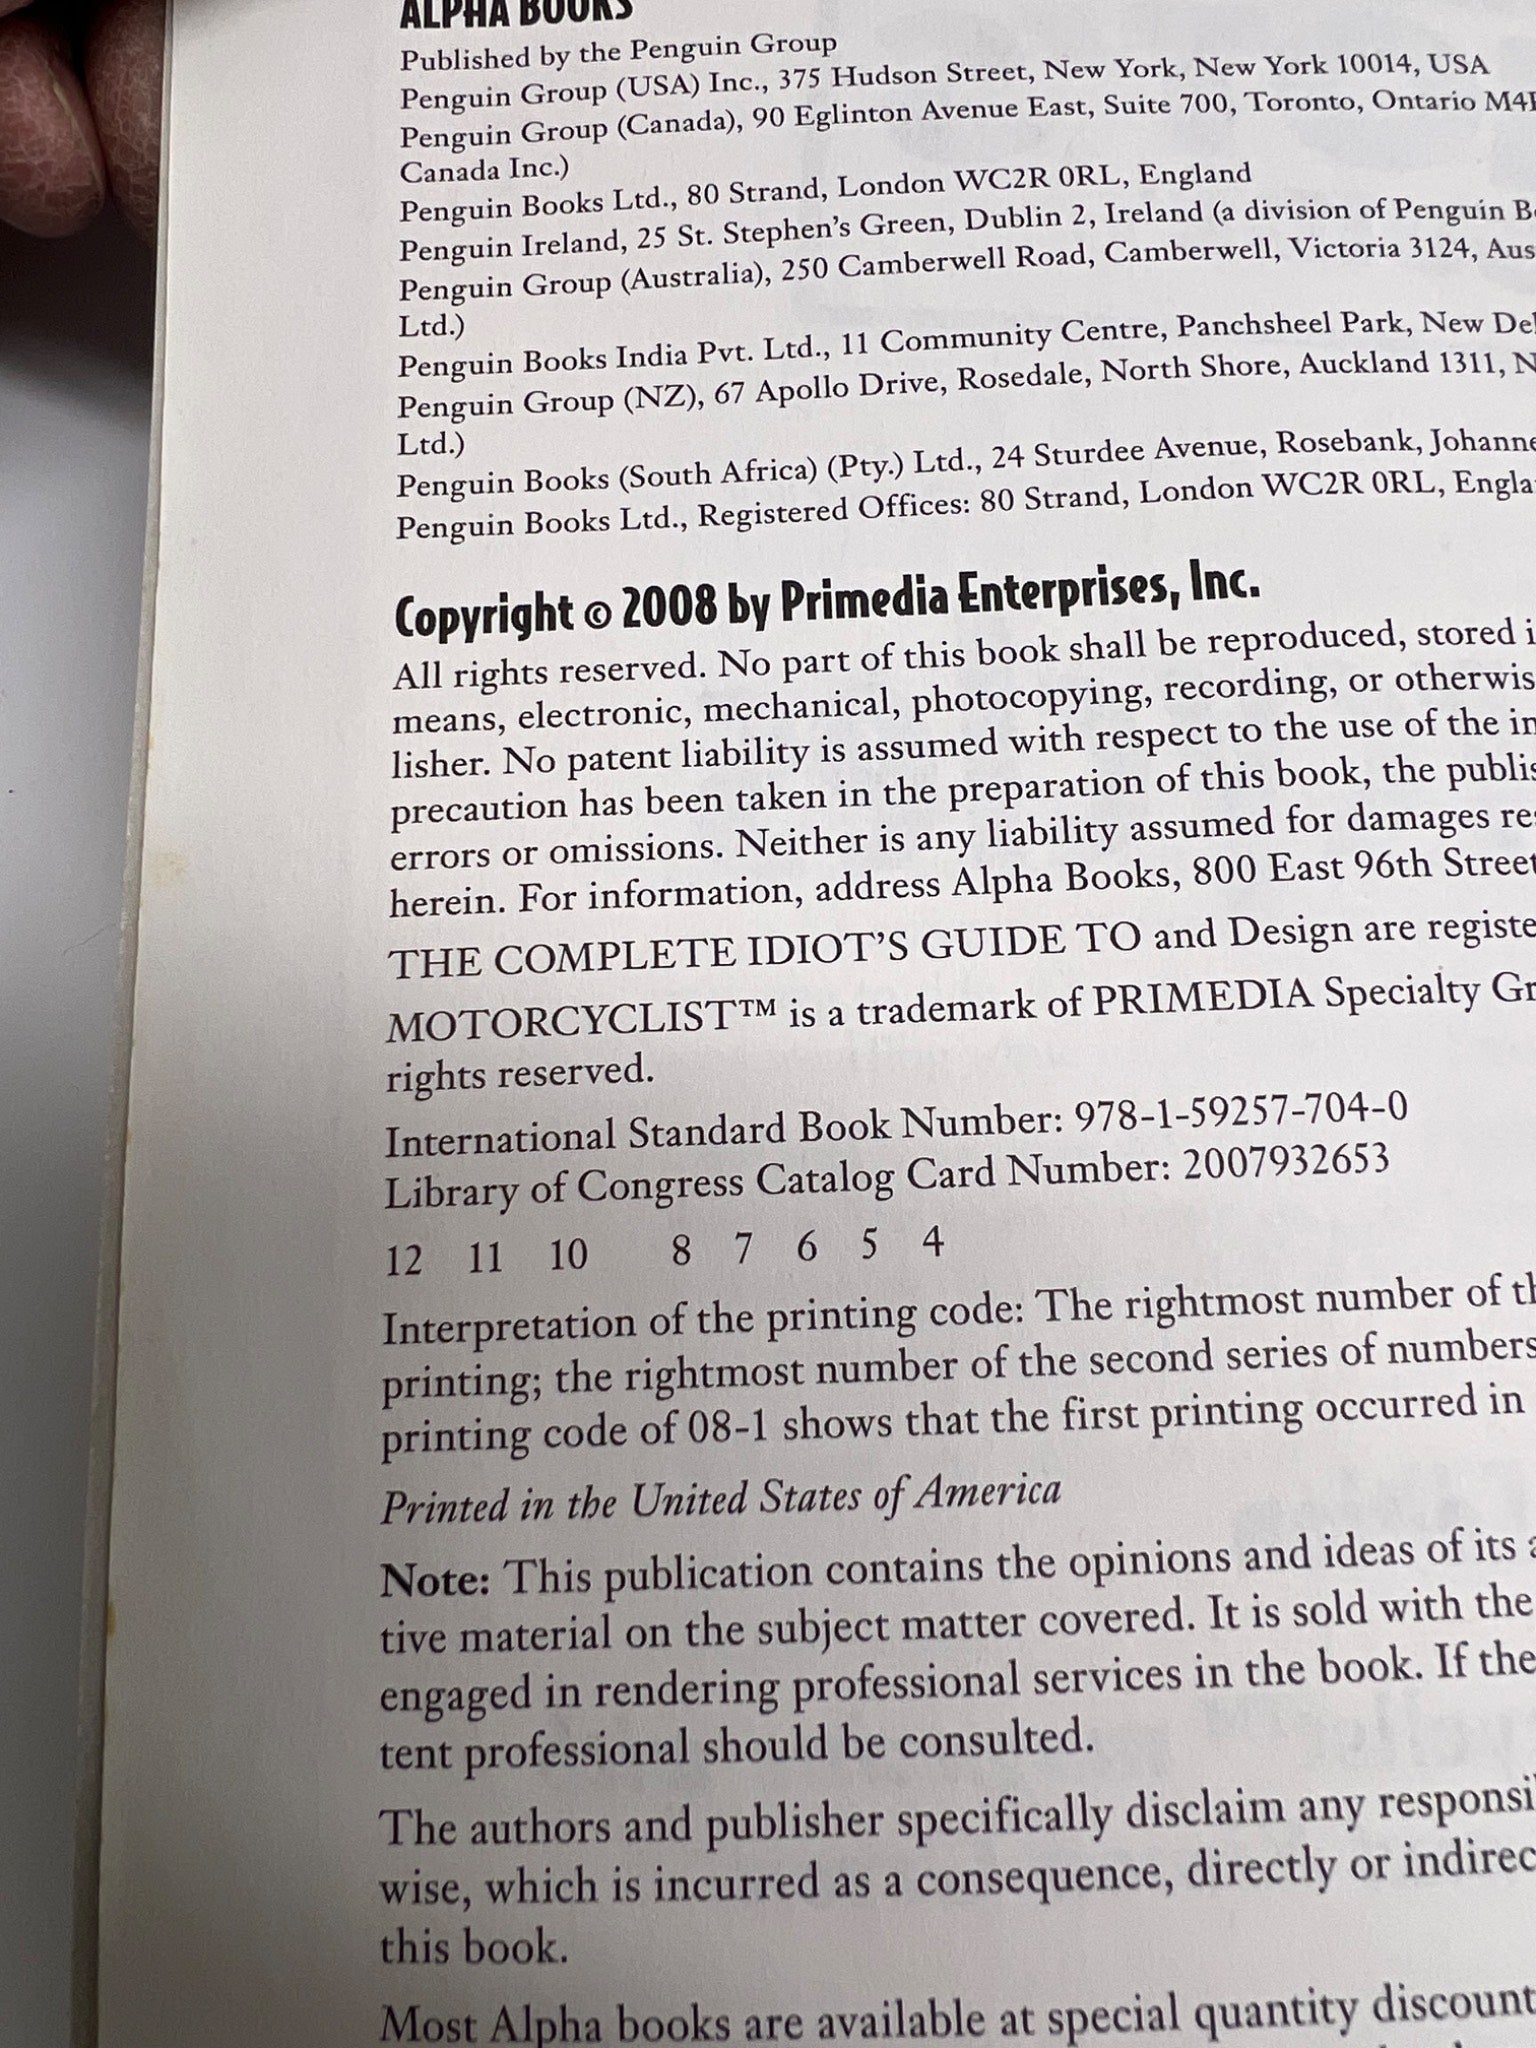 ALPHA BOOKS
Published by the Penguin Group
Penguin Group (USA) Inc., 375 Hudson Street, New York, New York 10014, USA
Penguin Group (Canada), 90 Eglinton Avenue East, Suite 700, Toronto, Ontario
Canada Inc.)
Penguin Books Ltd., 80 Strand, London WC2R 0RL, England
Penguin Ireland, 25 St. Stephen's Green, Dublin 2, Ireland (a division of Penguin
Penguin Group (Australia), 250 Camberwell Road, Camberwell, Victoria 3124, Aus
Ltd.)
Penguin Books India Pvt. Ltd., 11 Community Centre, Panchsheel Park, New Del
Penguin Group (NZ), 67 Apollo Drive, Rosedale, North Shore, Auckland 1311, N
Ltd.)
Penguin Books (South Africa) (Pty.) Ltd., 24 Sturdee Avenue, Rosebank, Johanne
Penguin Books Ltd., Registered Offices: 80 Strand, London WC2R 0RL, Engla
Copyright © 2008 by Primedia Enterprises, Inc.
All rights reserved. No part of this book shall be reproduced, stored i
means, electronic, mechanical, photocopying, recording, or otherwis
lisher. No patent liability is assumed with respect to the use of the in
precaution has been taken in the preparation of this book, the publis
errors or omissions. Neither is any liability assumed for damages res
herein. For information, address Alpha Books, 800 East 96th Street
THE COMPLETE IDIOT'S GUIDE TO and Design are registe
MOTORCYCLIST™ is a trademark of PRIMEDIA Specialty Gr
rights reserved.
International Standard Book Number: 978-1-59257-704-0
Library of Congress Catalog Card Number: 2007932653
12 11 10 8 7 6 5 4
Interpretation of the printing code: The rightmost number of th
printing; the rightmost number of the second series of numbers
printing code of 08-1 shows that the first printing occurred in
Printed in the United States of America
Note: This publication contains the opinions and ideas of its a
tive material on the subject matter covered. It is sold with the
engaged in rendering professional services in the book. If the
tent professional should be consulted.
The authors and publisher specifically disclaim any responsi
wise, which is incurred as a consequence, directly or indirec
this book.
Most Alpha books are available at special quantity discount